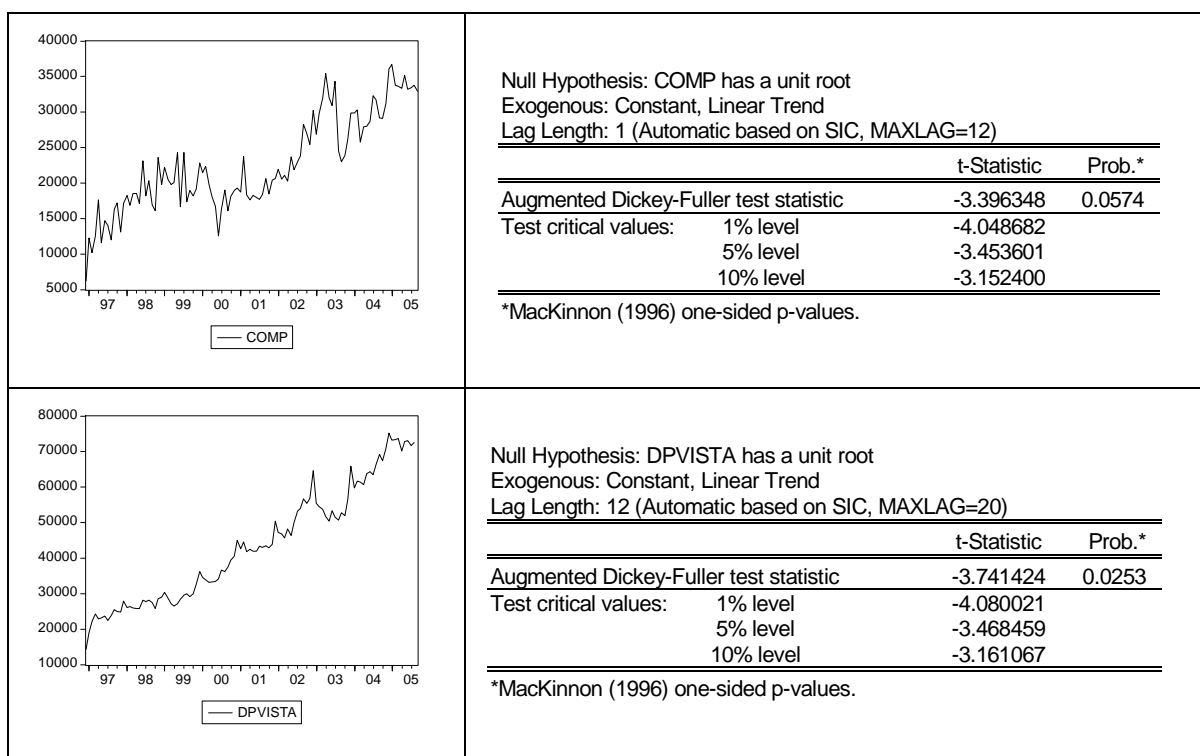 40000
35000
30000
25000
20000
15000
10000
5000
97 98 99 00 01 02 03 04 05
COMP
Null Hypothesis: COMP has a unit root
Exogenous: Constant, Linear Trend
Lag Length: 1 (Automatic based on SIC, MAXLAG=12)
t-Statistic Prob.*
Augmented Dickey-Fuller test statistic -3.396348 0.0574
Test critical values: 1% level -4.048682
5% level -3.453601
10% level -3.152400
*MacKinnon (1996) one-sided p-values.
80000
70000
60000
50000
40000
30000
20000
10000
97 98 99 00 01 02 03 04 05
DPVISTA
Null Hypothesis: DPVISTA has a unit root
Exogenous: Constant, Linear Trend
Lag Length: 12 (Automatic based on SIC, MAXLAG=20)
t-Statistic Prob.*
Augmented Dickey-Fuller test statistic -3.741424 0.0253
Test critical values: 1% level -4.080021
5% level -3.468459
10% level -3.161067
*MacKinnon (1996) one-sided p-values.